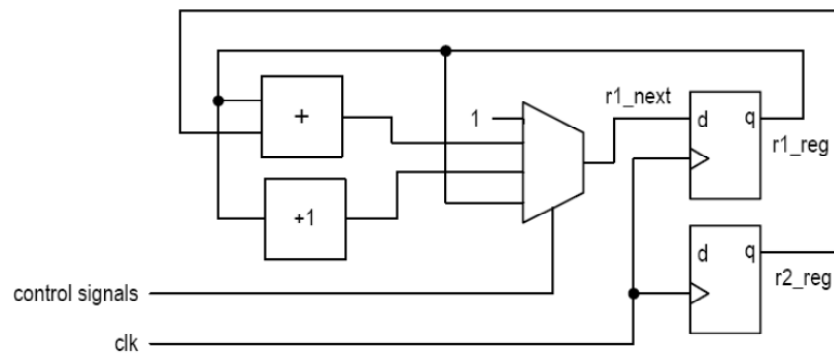 r1_next
+
1
d
q
r1_reg
+1
d
q
r2_reg
control signals
clk